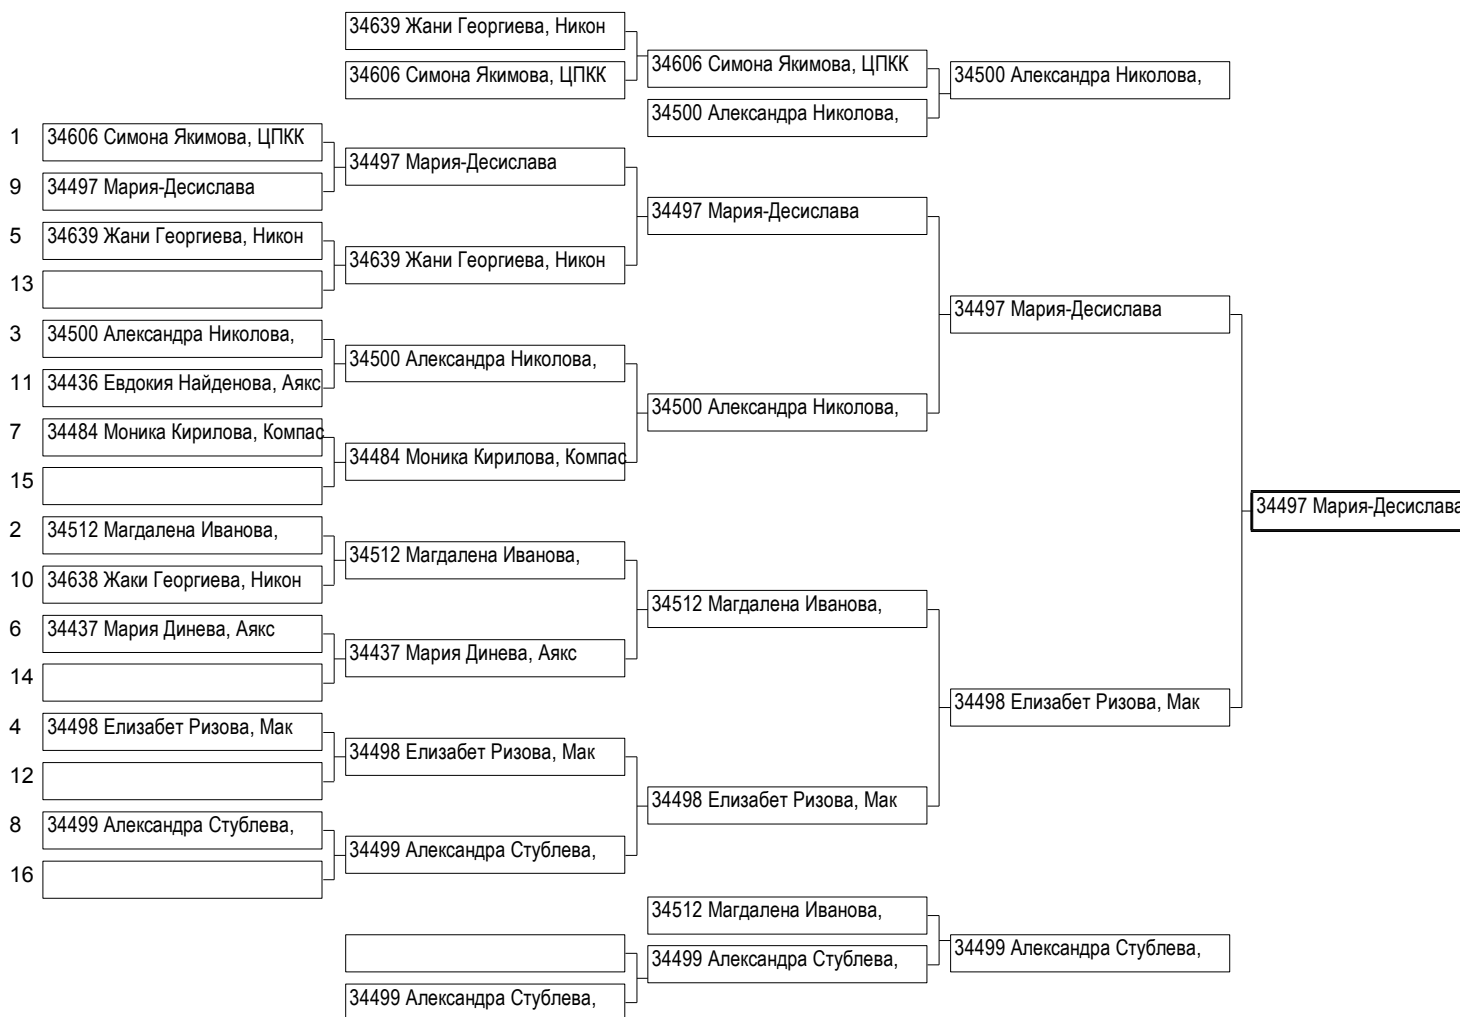 34639 Жани Георгиева, Никон
34606 Симона Якимова, ЦПКК
34606 Симона Якимова, ЦПКК
34500 Александра Николова,
34500 Александра Николова,
1 34606 Симона Якимова, ЦПКК
34497 Мария-Десислава
9 34497 Мария-Десислава
34497 Мария-Десислава
5 34639 Жани Георгиева, Никон
34639 Жани Георгиева, Никон
13
34497 Мария-Десислава
3 34500 Александра Николова,
34500 Александра Николова,
11 34436 Евдокия Найденова, Аякс
34500 Александра Николова,
7 34484 Моника Кирилова, Компас
34484 Моника Кирилова, Компас
15
34497 Мария-Десислава
2 34512 Магдалена Иванова,
34512 Магдалена Иванова,
10 34638 Жаки Георгиева, Никон
34512 Магдалена Иванова,
6 34437 Мария Динева, Аякс
34437 Мария Динева, Аякс
14
34498 Елизабет Ризова, Мак
4 34498 Елизабет Ризова, Мак
34498 Елизабет Ризова, Мак
12
34498 Елизабет Ризова, Мак
8 34499 Александра Стублева,
34499 Александра Стублева,
16
34512 Магдалена Иванова,
34499 Александра Стублева,
34499 Александра Стублева,
34499 Александра Стублева,